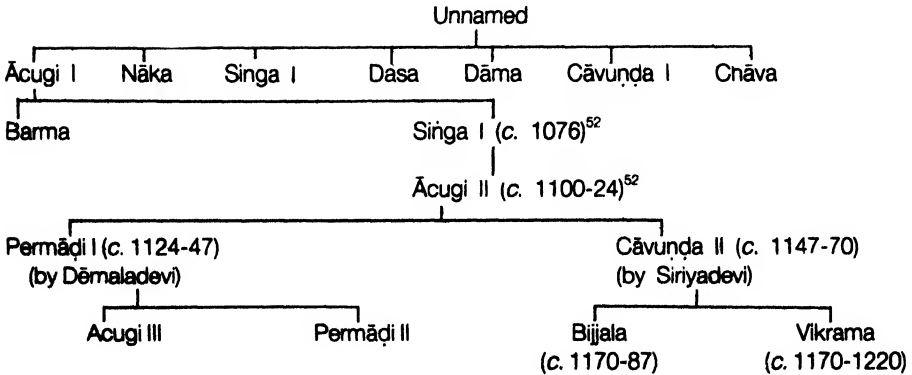 Unnamed
Ācugi I Nāka Singa I Dāsa Dāma Cāvuṇḍa I Chāva
Barma Siṅga I (c. 1076)52
Ācugi II (c. 1100-24)52
Permāḍi I (c. 1124-47) Cāvuṇḍa II (c. 1147-70)
(by Dēmaladevi) (by Siriyadevi)
Acugi III Permāḍi II Bijjala Vikrama
(c. 1170-87) (c. 1170-1220)